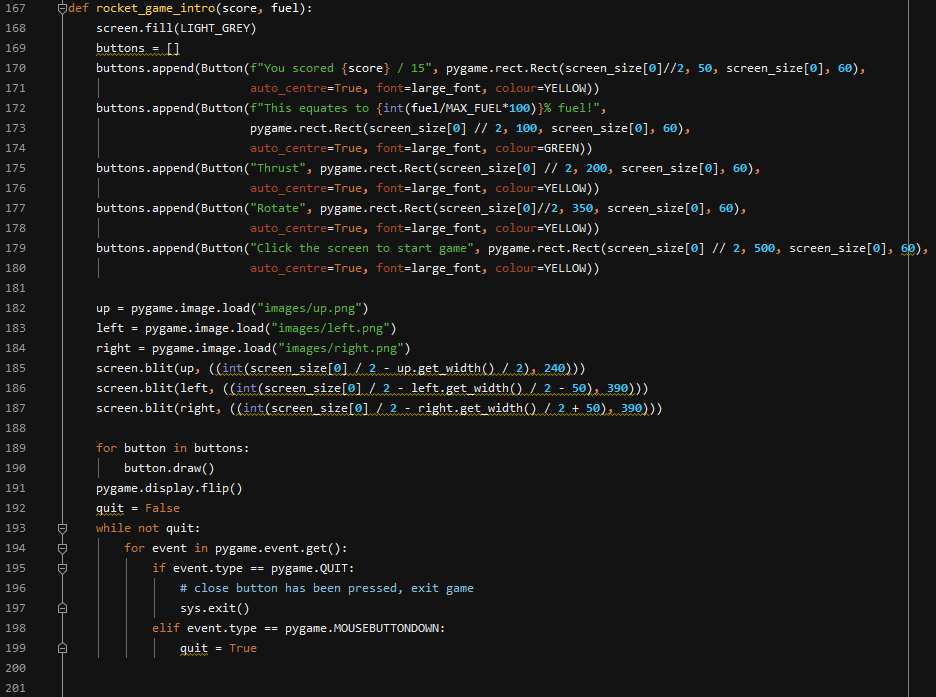 167 def rocket_game_intro(score, fuel):
168     screen.fill(LIGHT_GREY)
169     buttons = []
170     buttons.append(Button(f"You scored {score} / 15", pygame.rect.Rect(screen_size[0]//2, 50, screen_size[0], 60),
171                           auto_centre=True, font=large_font, colour=YELLOW))
172     buttons.append(Button(f"This equates to {int(fuel/MAX_FUEL*100)}% fuel!",
173                           pygame.rect.Rect(screen_size[0] // 2, 100, screen_size[0], 60),
174                           auto_centre=True, font=large_font, colour=GREEN))
175     buttons.append(Button("Thrust", pygame.rect.Rect(screen_size[0] // 2, 200, screen_size[0], 60),
176                           auto_centre=True, font=large_font, colour=YELLOW))
177     buttons.append(Button("Rotate", pygame.rect.Rect(screen_size[0]//2, 350, screen_size[0], 60),
178                           auto_centre=True, font=large_font, colour=YELLOW))
179     buttons.append(Button("Click the screen to start game", pygame.rect.Rect(screen_size[0] // 2, 500, screen_size[0], 60),
180                           auto_centre=True, font=large_font, colour=YELLOW))
181
182     up = pygame.image.load("images/up.png")
183     left = pygame.image.load("images/left.png")
184     right = pygame.image.load("images/right.png")
185     screen.blit(up, ((int(screen_size[0] / 2 - up.get_width() / 2), 240)))
186     screen.blit(left, ((int(screen_size[0] / 2 - left.get_width() / 2 - 50), 390)))
187     screen.blit(right, ((int(screen_size[0] / 2 - right.get_width() / 2 + 50), 390)))
188
189     for button in buttons:
190         button.draw()
191     pygame.display.flip()
192     quit = False
193     while not quit:
194         for event in pygame.event.get():
195             if event.type == pygame.QUIT:
196                 # close button has been pressed, exit game
197                 sys.exit()
198             elif event.type == pygame.MOUSEBUTTONDOWN:
199                 quit = True
200
201